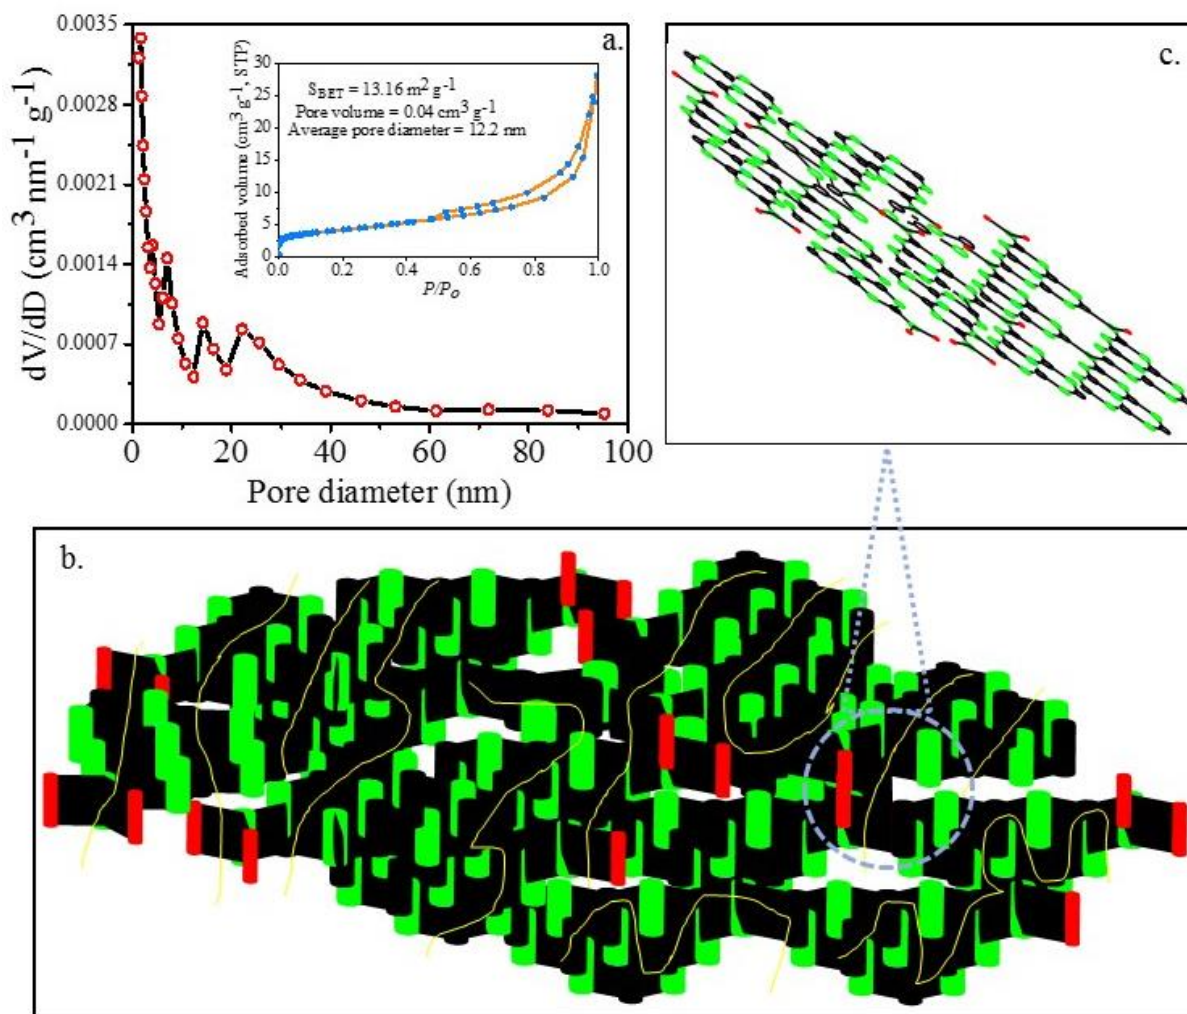 a.
0.0035
0.0028
0.0021
0.0014
0.0007
0.0000
dV/dD (cm³ nm⁻¹ g⁻¹)
0 20 40 60 80 100
Pore diameter (nm)
30
25
20
15
10
5
0
Adsorbed volume (cm³ g⁻¹, STP)
S_BET = 13.16 m² g⁻¹
Pore volume = 0.04 cm³ g⁻¹
Average pore diameter = 12.2 nm
0.0 0.2 0.4 0.6 0.8 1.0
P/Po
c.
b.